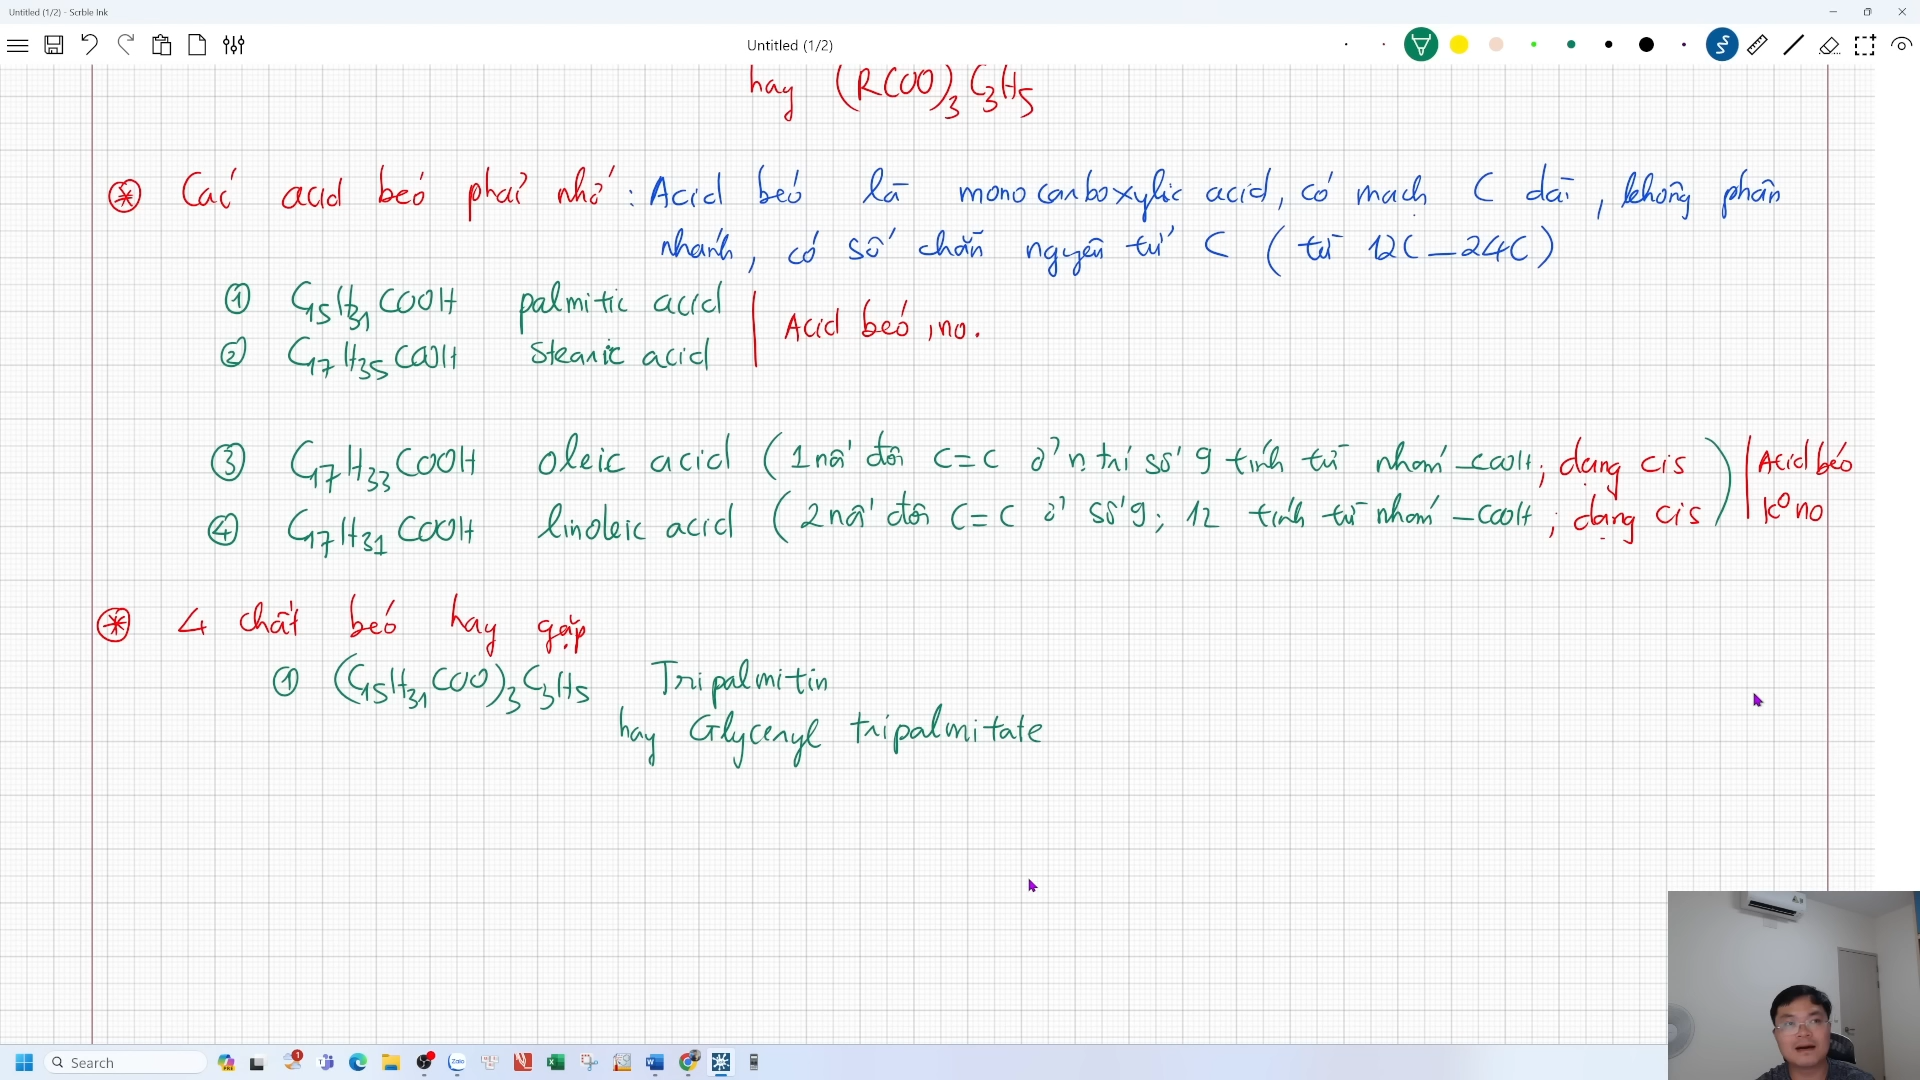 Untitled (1/2) - Scrble Ink
Untitled (1/2)
hay (RCOO)₃C₃H₅
* Các acid béo phải nhớ : Acid béo là mono carboxylic acid, có mạch C dài, không phân
nhánh, có số chẵn nguyên tử C ( từ 12C – 24C )
① C₁₅H₃₁COOH palmitic acid
② C₁₇H₃₅COOH stearic acid
Acid béo, no.
③ C₁₇H₃₃COOH oleic acid ( 1 nối đôi C=C ở vị trí số 9 tính từ nhóm –COOH; dạng cis )
④ C₁₇H₃₁COOH linoleic acid ( 2 nối đôi C=C ở số 9; 12 tính từ nhóm –COOH; dạng cis )
Acid béo
k⁰ no
* 4 chất béo hay gặp
① (C₁₅H₃₁COO)₃C₃H₅ Tripalmitin
hay Glyceryl tripalmitate
Search